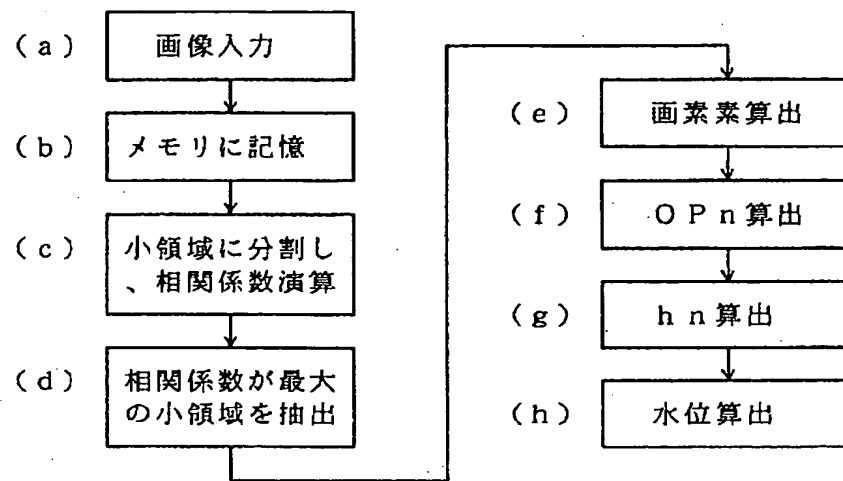 (a) 画像入力
(b) メモリに記憶
(c) 小領域に分割し
、相関係数演算
(d) 相関係数が最大
の小領域を抽出
(e) 画素素算出
(f) OPn算出
(g) hn算出
(h) 水位算出